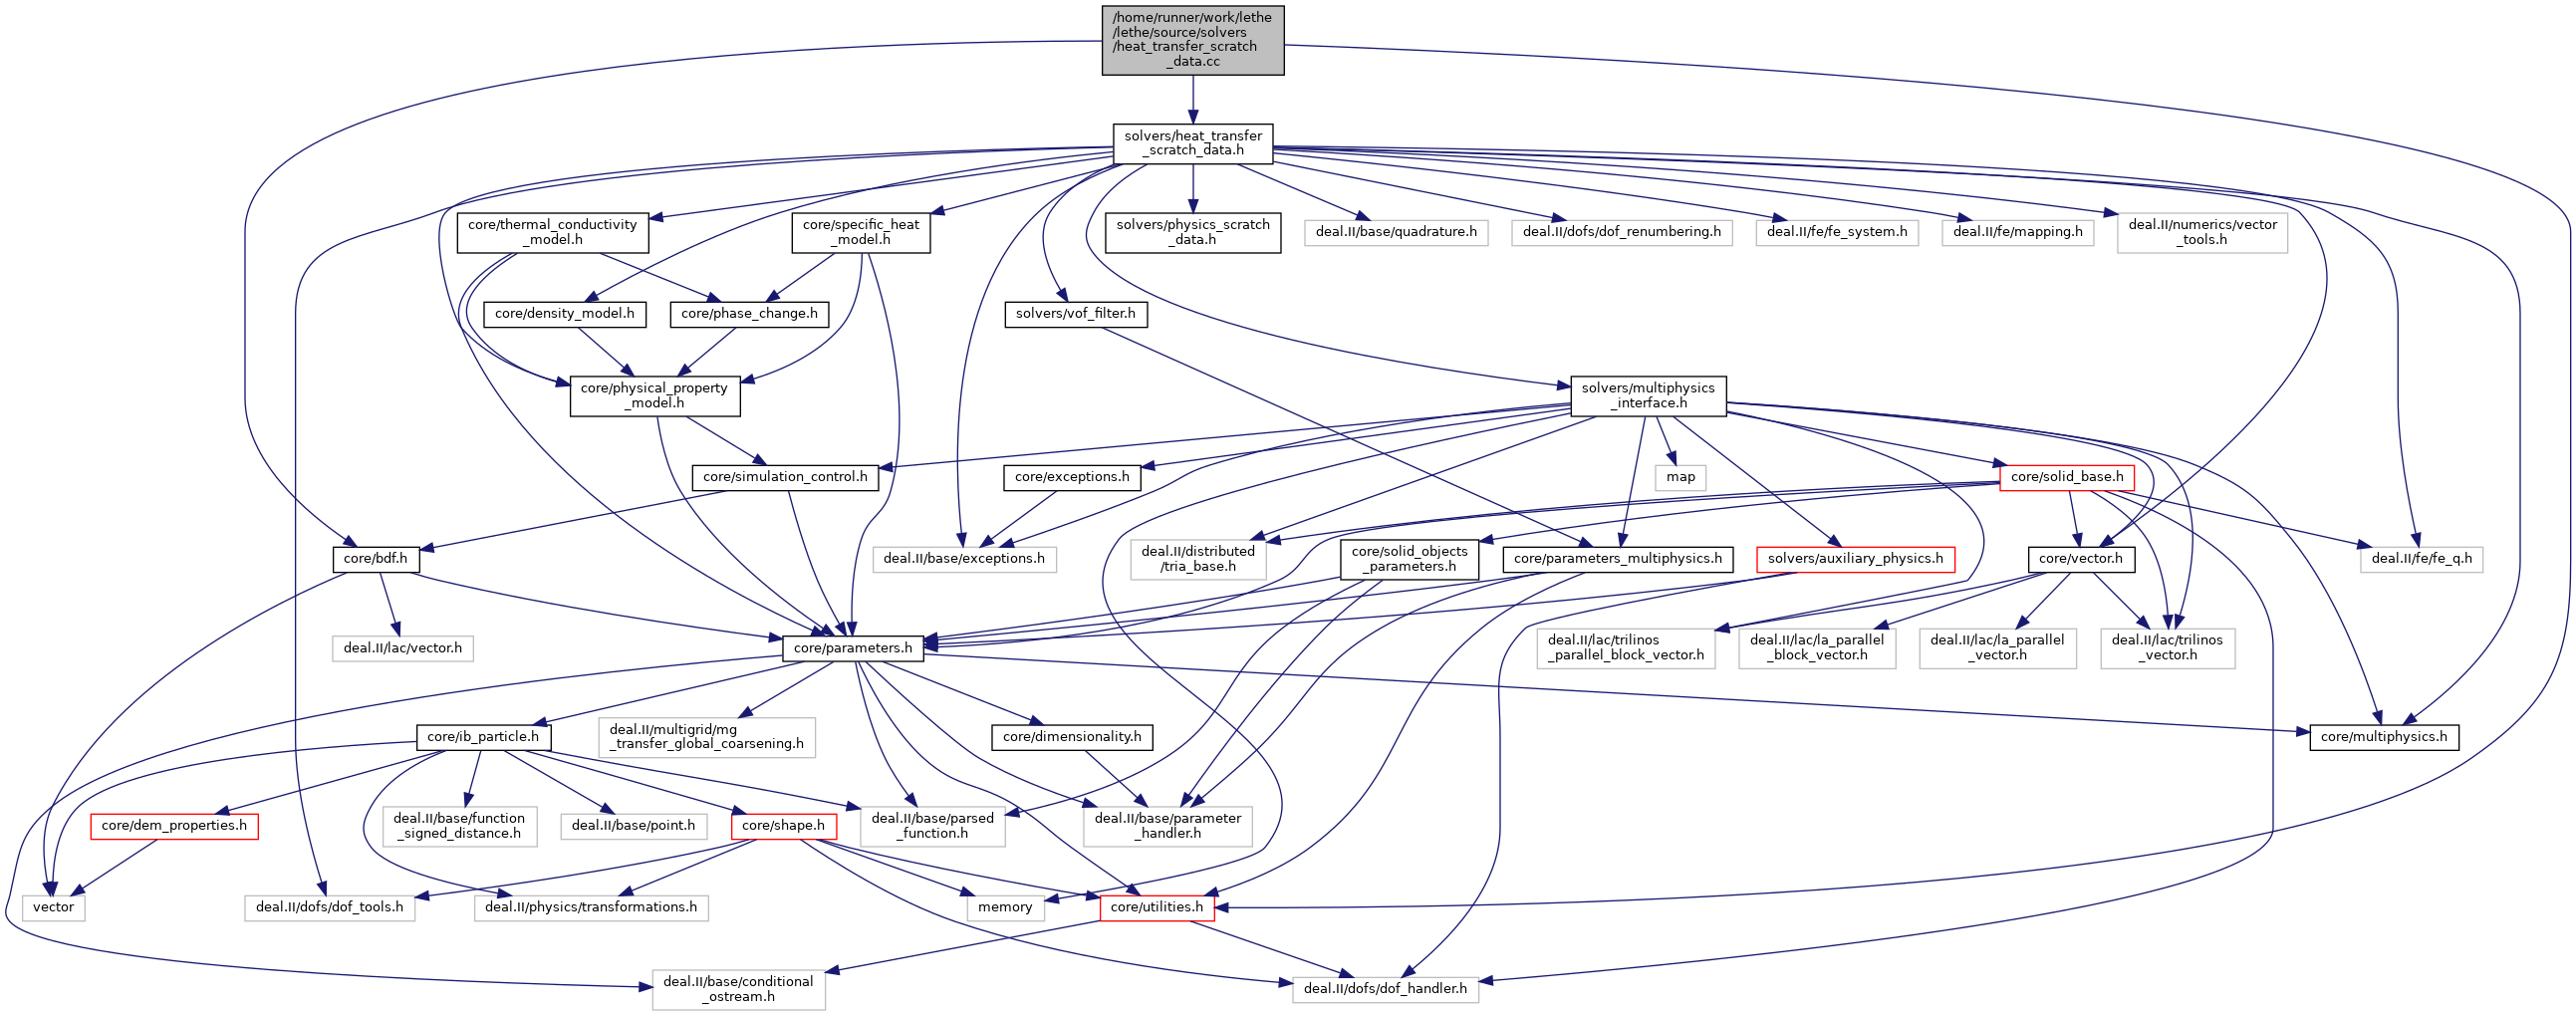 /home/runner/work/lethe
/lethe/source/solvers
/heat_transfer_scratch
_data.cc
solvers/heat_transfer
_scratch_data.h
core/thermal_conductivity
_model.h
core/specific_heat
_model.h
solvers/physics_scratch
_data.h
deal.II/base/quadrature.h
deal.II/dofs/dof_renumbering.h
deal.II/fe/fe_system.h
deal.II/fe/mapping.h
deal.II/numerics/vector
_tools.h
core/density_model.h
core/phase_change.h
solvers/vof_filter.h
core/physical_property
_model.h
solvers/multiphysics
_interface.h
core/simulation_control.h
core/exceptions.h
map
core/solid_base.h
core/bdf.h
deal.II/base/exceptions.h
deal.II/distributed
/tria_base.h
core/solid_objects
_parameters.h
core/parameters_multiphysics.h
solvers/auxiliary_physics.h
core/vector.h
deal.II/fe/fe_q.h
deal.II/lac/vector.h
core/parameters.h
deal.II/lac/trilinos
_parallel_block_vector.h
deal.II/lac/la_parallel
_block_vector.h
deal.II/lac/la_parallel
_vector.h
deal.II/lac/trilinos
_vector.h
core/ib_particle.h
deal.II/multigrid/mg
_transfer_global_coarsening.h
core/dimensionality.h
core/multiphysics.h
core/dem_properties.h
deal.II/base/function
_signed_distance.h
deal.II/base/point.h
core/shape.h
deal.II/base/parsed
_function.h
deal.II/base/parameter
_handler.h
vector
deal.II/dofs/dof_tools.h
deal.II/physics/transformations.h
memory
core/utilities.h
deal.II/base/conditional
_ostream.h
deal.II/dofs/dof_handler.h